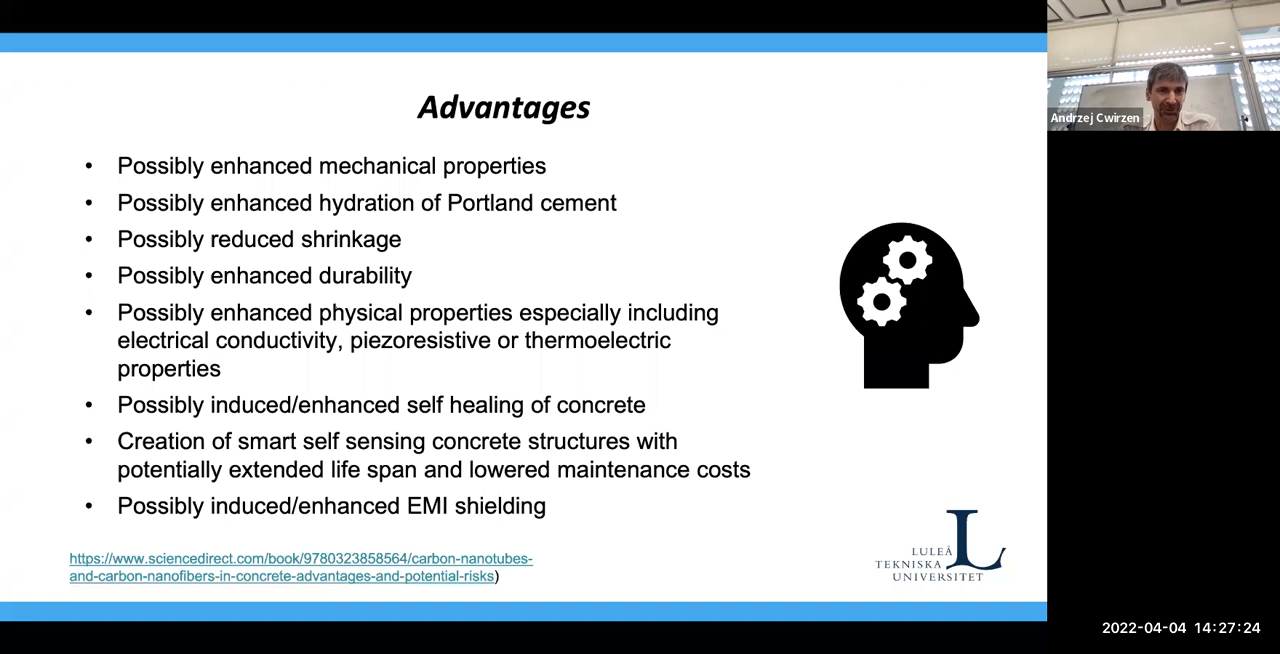 Advantages
• Possibly enhanced mechanical properties
• Possibly enhanced hydration of Portland cement
• Possibly reduced shrinkage
• Possibly enhanced durability
• Possibly enhanced physical properties especially including
electrical conductivity, piezoresistive or thermoelectric
properties
• Possibly induced/enhanced self healing of concrete
• Creation of smart self sensing concrete structures with
potentially extended life span and lowered maintenance costs
• Possibly induced/enhanced EMI shielding
https://www.sciencedirect.com/book/9780323858564/carbon-nanotubes-
and-carbon-nanofibers-in-concrete-advantages-and-potential-risks)
L
LULEÅ
TEKNISKA
UNIVERSITET
Andrzej Cwirzen
2022-04-04 14:27:24